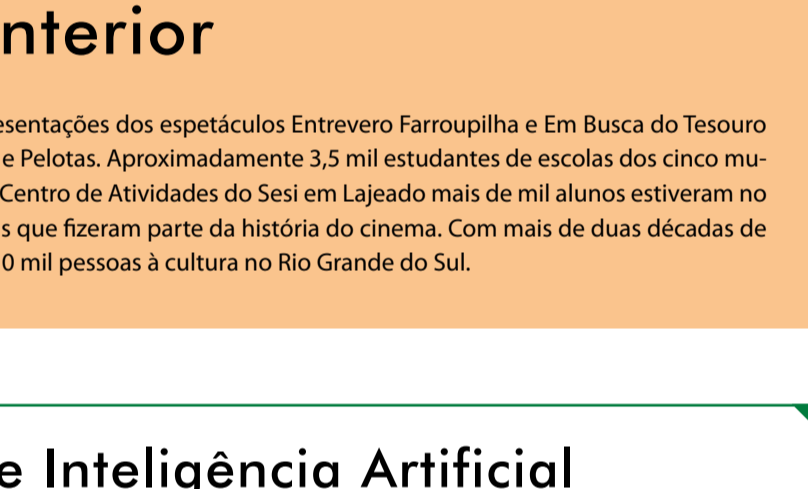 nterior
esentações dos espetáculos Entrevero Farroupilha e Em Busca do Tesouro
e Pelotas. Aproximadamente 3,5 mil estudantes de escolas dos cinco mu-
Centro de Atividades do Sesi em Lajeado mais de mil alunos estiveram no
s que fizeram parte da história do cinema. Com mais de duas décadas de
0 mil pessoas à cultura no Rio Grande do Sul.
e Inteligência Artificial